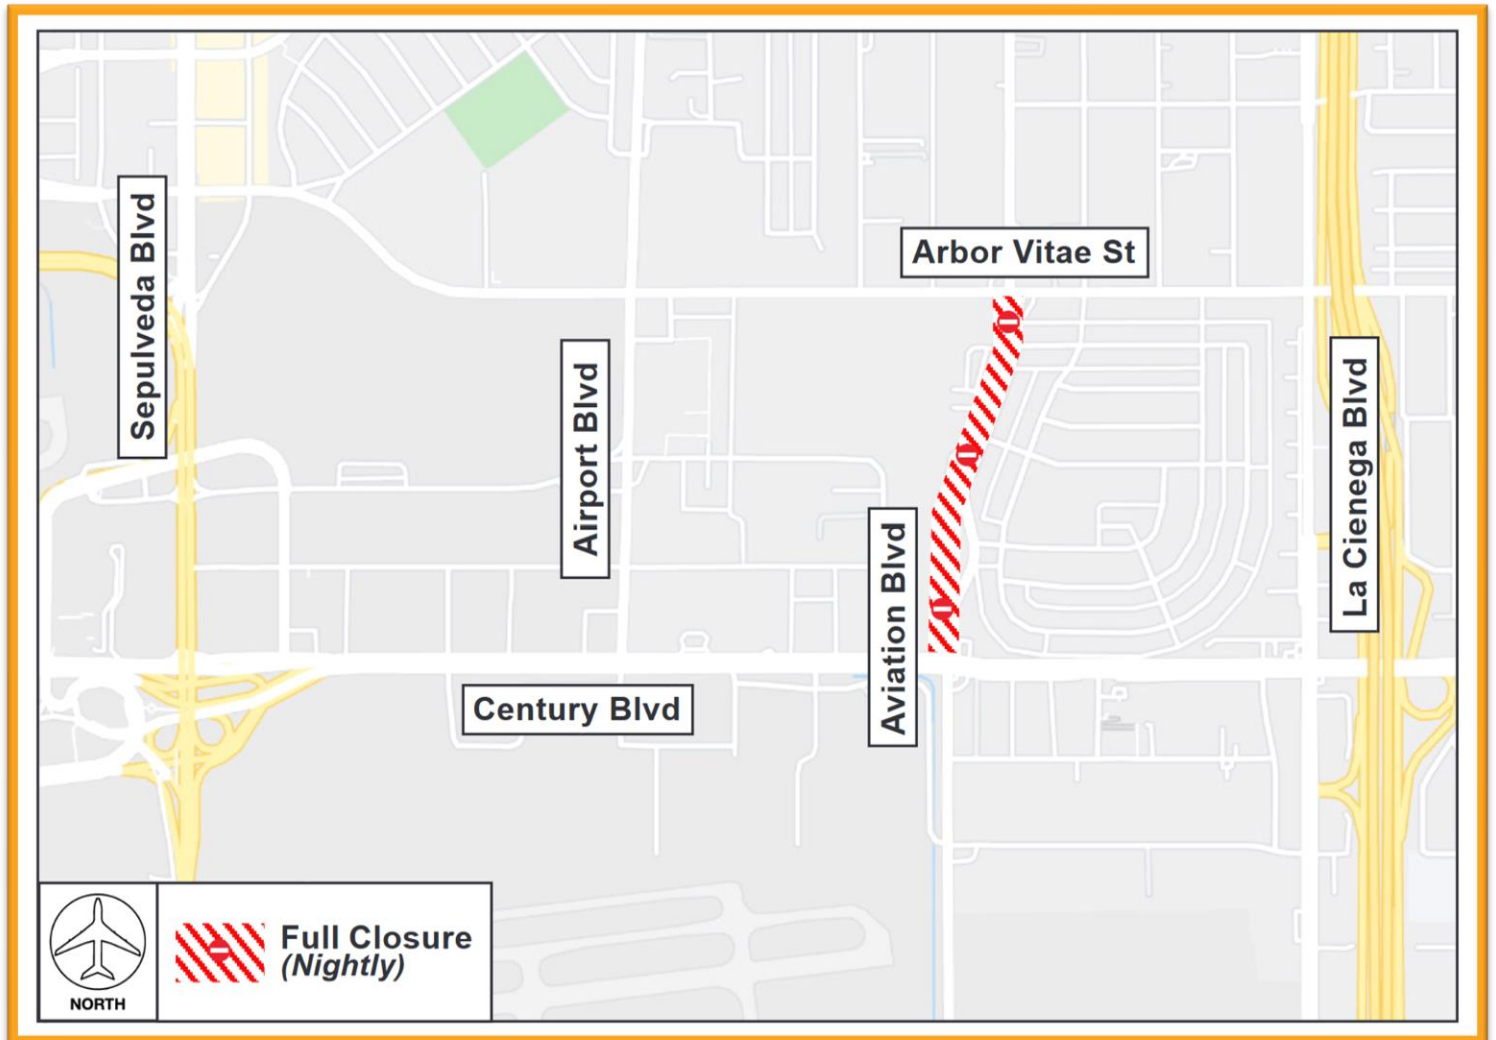 Sepulveda Blvd
Arbor Vitae St
Airport Blvd
La Cienega Blvd
Aviation Blvd
Century Blvd
NORTH
Full Closure
(Nightly)